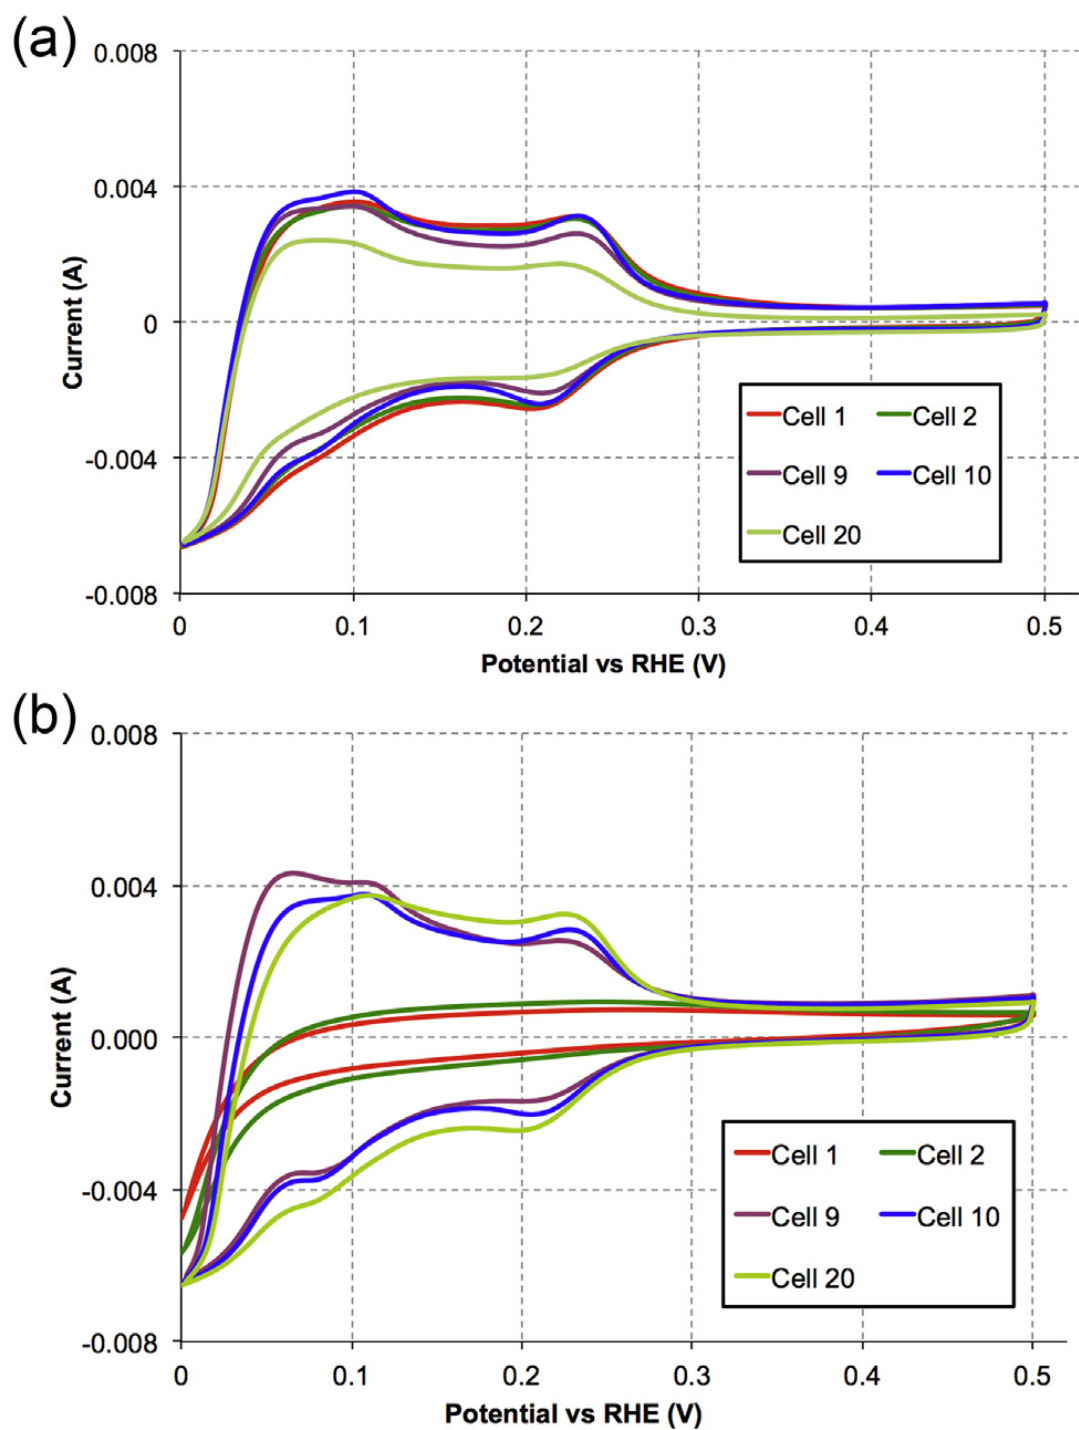 (a)
0.008
0.004
0
-0.004
-0.008
Current (A)
Cell 1 Cell 2
Cell 9 Cell 10
Cell 20
0 0.1 0.2 0.3 0.4 0.5
Potential vs RHE (V)
(b)
0.008
0.004
0.000
-0.004
-0.008
Current (A)
Cell 1 Cell 2
Cell 9 Cell 10
Cell 20
0 0.1 0.2 0.3 0.4 0.5
Potential vs RHE (V)